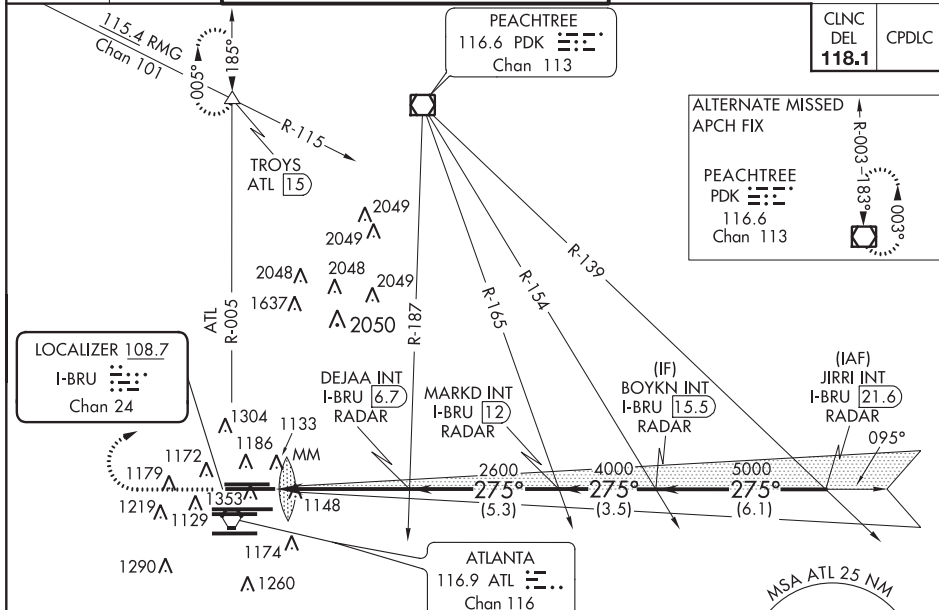 115.4 RMG
Chan 101
005°
185°
R-115
TROYS
ATL 15
PEACHTREE
116.6 PDK
Chan 113
CLNC
DEL
118.1
CPDLC
ALTERNATE MISSED
APCH FIX
PEACHTREE
PDK
116.6
Chan 113
R-003
183°
003°
2049
2049
2048
2048
2049
1637
2050
ATL
R-005
R-187
R-165
R-154
R-139
LOCALIZER 108.7
I-BRU
Chan 24
DEJAA INT
I-BRU 6.7
RADAR
MARKD INT
I-BRU 12
RADAR
(IF)
BOYKN INT
I-BRU 15.5
RADAR
(IAF)
JIRRI INT
I-BRU 21.6
RADAR
095°
1304
1133
1186
MM
1172
1179
1353
1148
1219
1129
2600
4000
5000
275°
275°
275°
(5.3)
(3.5)
(6.1)
1174
1290
1260
ATLANTA
116.9 ATL
Chan 116
MSA ATL 25 NM